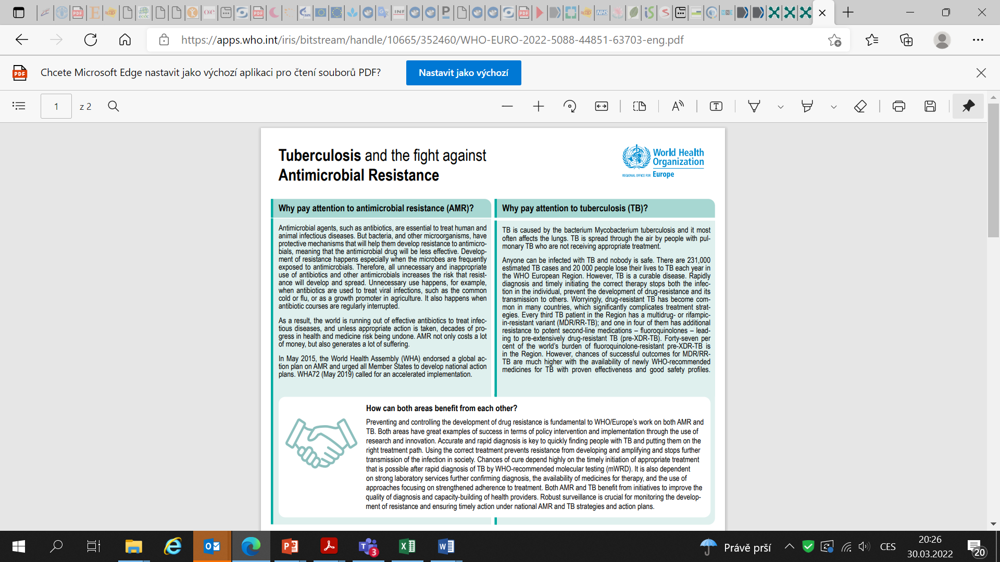 https://apps.who.int/iris/bitstream/handle/10665/352460/WHO-EURO-2022-5088-44851-63703-eng.pdf
Chcete Microsoft Edge nastavit jako výchozí aplikaci pro čtení souborů PDF?
Nastavit jako výchozí
1 z 2
Tuberculosis and the fight against
Antimicrobial Resistance
World Health
Organization
REGIONAL OFFICE FOR Europe
Why pay attention to antimicrobial resistance (AMR)?
Antimicrobial agents, such as antibiotics, are essential to treat human and
animal infectious diseases. But bacteria, and other microorganisms, have
protective mechanisms that will help them develop resistance to antimicro-
bials, meaning that the antimicrobial drug will be less effective. Develop-
ment of resistance happens especially when the microbes are frequently
exposed to antimicrobials. Therefore, all unnecessary and inappropriate
use of antibiotics and other antimicrobials increases the risk that resist-
ance will develop and spread. Unnecessary use happens, for example,
when antibiotics are used to treat viral infections, such as the common
cold or flu, or as a growth promoter in agriculture. It also happens when
antibiotic courses are regularly interrupted.
As a result, the world is running out of effective antibiotics to treat infec-
tious diseases, and unless appropriate action is taken, decades of pro-
gress in health and medicine risk being undone. AMR not only costs a lot
of money, but also generates a lot of suffering.
In May 2015, the World Health Assembly (WHA) endorsed a global ac-
tion plan on AMR and urged all Member States to develop national action
plans. WHA72 (May 2019) called for an accelerated implementation.
Why pay attention to tuberculosis (TB)?
TB is caused by the bacterium Mycobacterium tuberculosis and it most
often affects the lungs. TB is spread through the air by people with pul-
monary TB who are not receiving appropriate treatment.
Anyone can be infected with TB and nobody is safe. There are 231,000
estimated TB cases and 20 000 people lose their lives to TB each year in
the WHO European Region. However, TB is a curable disease. Rapidly
diagnosis and timely initiating the correct therapy stops both the infec-
tion in the individual, prevent the development of drug-resistance and its
transmission to others. Worryingly, drug-resistant TB has become com-
mon in many countries, which significantly complicates treatment strat-
egies. Every third TB patient in the Region has a multidrug- or rifampic-
in-resistant variant (MDR/RR-TB); and one in four of them has additional
resistance to potent second-line medications – fluoroquinolones – lead-
ing to pre-extensively drug-resistant TB (pre-XDR-TB). Forty-seven per
cent of the world's burden of fluoroquinolone-resistant pre-XDR-TB is
in the Region. However, chances of successful outcomes for MDR/RR-
TB are much higher with the availability of newly WHO-recommended
medicines for TB with proven effectiveness and good safety profiles.
How can both areas benefit from each other?
Preventing and controlling the development of drug resistance is fundamental to WHO/Europe's work on both AMR and
TB. Both areas have great examples of success in terms of policy intervention and implementation through the use of
research and innovation. Accurate and rapid diagnosis is key to quickly finding people with TB and putting them on the
right treatment path. Using the correct treatment prevents resistance from developing and amplifying and stops further
transmission of the infection in society. Chances of cure depend highly on the timely initiation of appropriate treatment
that is possible after rapid diagnosis of TB by WHO-recommended molecular testing (mWRD). It is also dependent
on strong laboratory services further confirming diagnosis, the availability of medicines for therapy, and the use of
approaches focusing on strengthened adherence to treatment. Both AMR and TB benefit from initiatives to improve the
quality of diagnosis and capacity-building of health providers. Robust surveillance is crucial for monitoring the develop-
ment of resistance and ensuring timely action under national AMR and TB strategies and action plans.
Právě prší
CES
20:26
30.03.2022
20